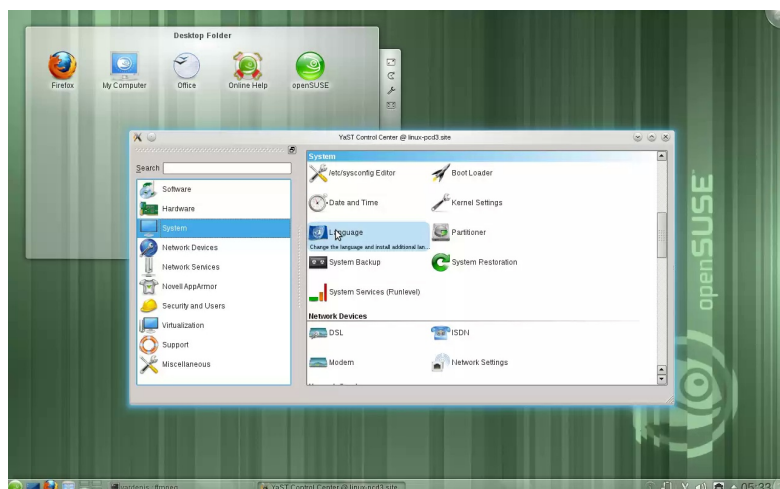 Desktop Folder
Firefox
My Computer
Office
Online Help
openSUSE
YaST Control Center @ linux-pcd3.site
Search
Software
Hardware
System
Network Devices
Network Services
Novell AppArmor
Security and Users
Virtualization
Support
Miscellaneous
System
/etc/sysconfig Editor
Boot Loader
Date and Time
Kernel Settings
Language
Change the language and install additional lan...
Partitioner
System Backup
System Restoration
System Services (Runlevel)
Network Devices
DSL
ISDN
Modem
Network Settings
openSUSE
YaST Control Center @ linux-pcd3.site
05:33